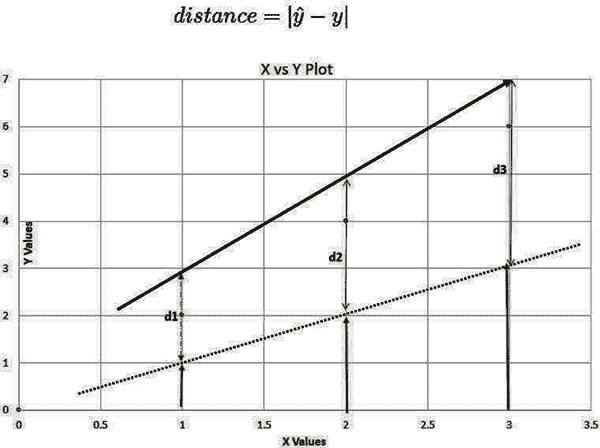 distance = |ŷ − y|
X vs Y Plot
7
6
5
4
3
2
1
0
Y Values
d1
d2
d3
0 0.5 1 1.5 2 2.5 3 3.5
X Values